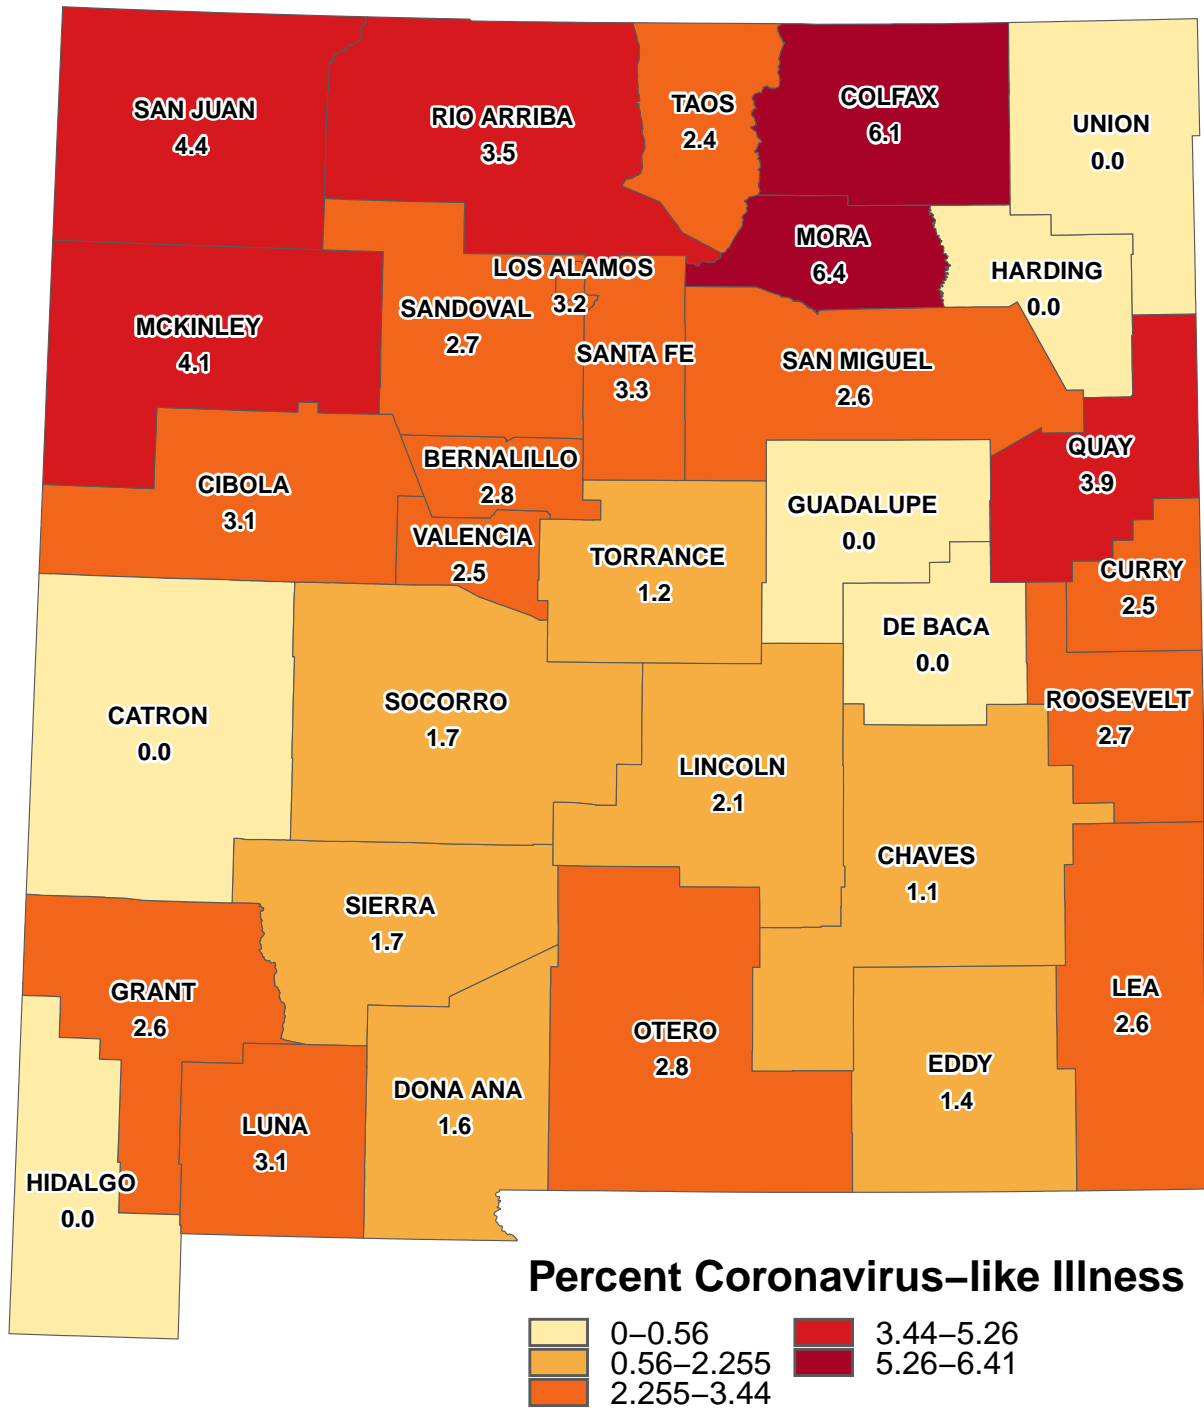 SAN JUAN
4.4
RIO ARRIBA
3.5
TAOS
2.4
COLFAX
6.1
UNION
0.0
MORA
6.4
HARDING
0.0
LOS ALAMOS
3.2
SANDOVAL
2.7
MCKINLEY
4.1
SANTA FE
3.3
SAN MIGUEL
2.6
QUAY
3.9
BERNALILLO
2.8
CIBOLA
3.1
GUADALUPE
0.0
VALENCIA
2.5
TORRANCE
1.2
CURRY
2.5
DE BACA
0.0
CATRON
0.0
SOCORRO
1.7
ROOSEVELT
2.7
LINCOLN
2.1
CHAVES
1.1
SIERRA
1.7
GRANT
2.6
OTERO
2.8
LEA
2.6
EDDY
1.4
DONA ANA
1.6
LUNA
3.1
HIDALGO
0.0
Percent Coronavirus−like Illness
0−0.56
0.56−2.255
2.255−3.44
3.44−5.26
5.26−6.41